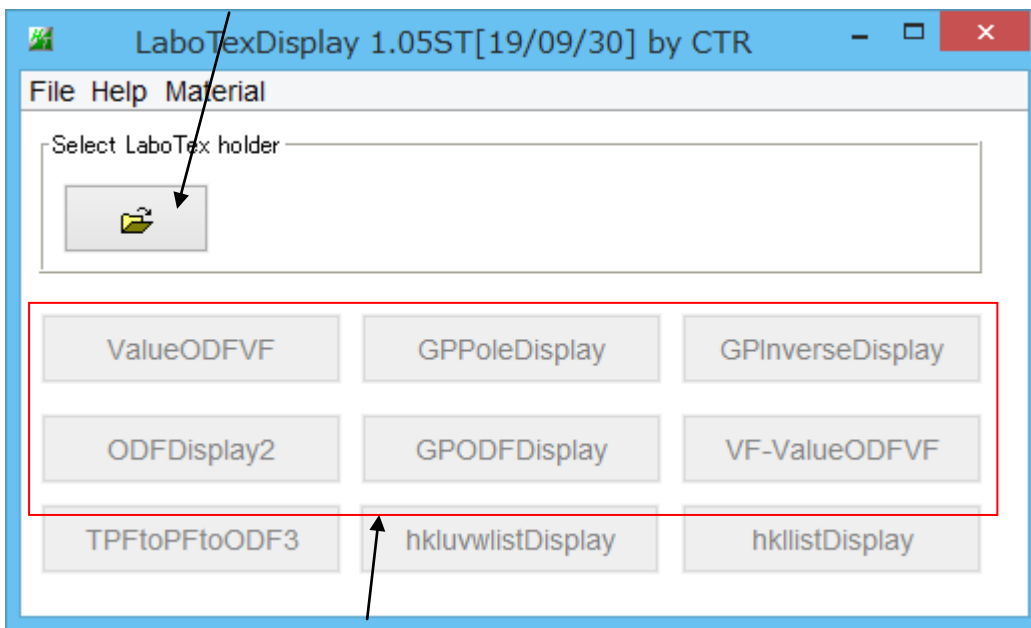 LaboTexDisplay 1.05ST[19/09/30] by CTR
File Help Material
Select LaboTex holder
ValueODFVF GPPoleDisplay GPInverseDisplay
ODFDisplay2 GPODFDisplay VF-ValueODFVF
TPFtoPFtoODF3 hkluvwlistDisplay hkllistDisplay